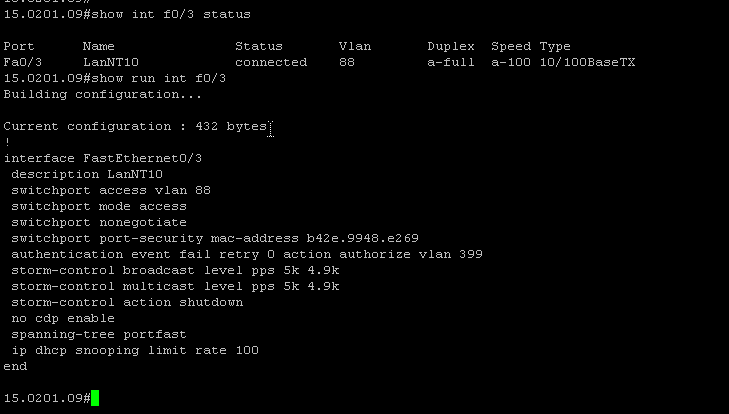 15.0201.09#show int f0/3 status
Port Name Status Vlan Duplex Speed Type
Fa0/3 LanNT10 connected 88 a-full a-100 10/100BaseTX
15.0201.09#show run int f0/3
Building configuration...
Current configuration : 432 bytes
!
interface FastEthernet0/3
description LanNT10
switchport access vlan 88
switchport mode access
switchport nonegotiate
switchport port-security mac-address b42e.9948.e269
authentication event fail retry 0 action authorize vlan 399
storm-control broadcast level pps 5k 4.9k
storm-control multicast level pps 5k 4.9k
storm-control action shutdown
no cdp enable
spanning-tree portfast
ip dhcp snooping limit rate 100
end
15.0201.09#